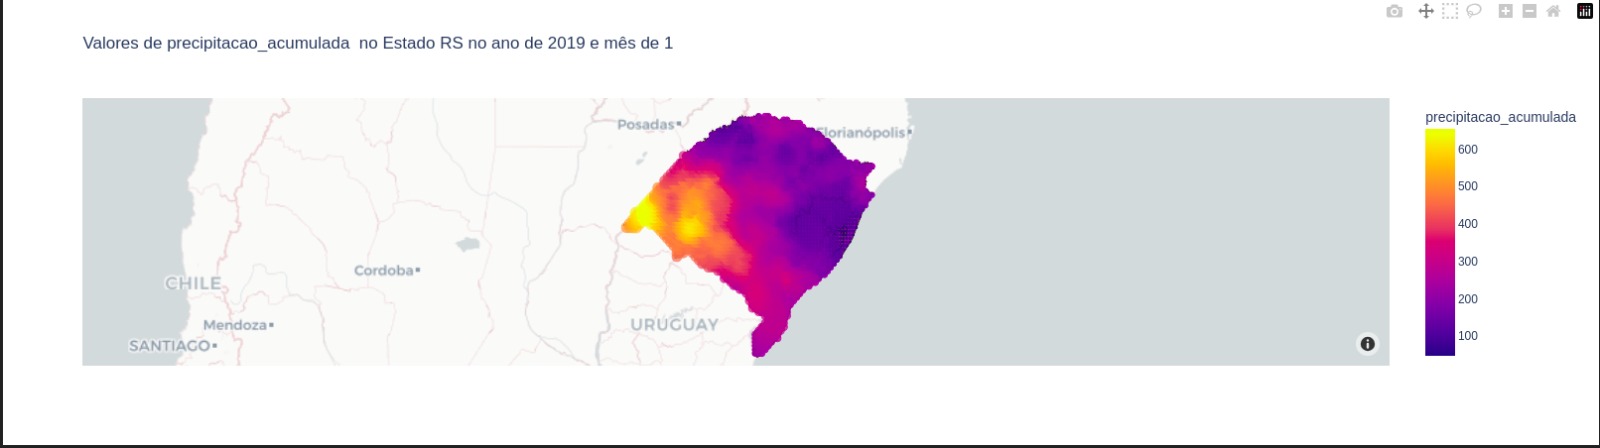 Valores de precipitacao_acumulada  no Estado RS no ano de 2019 e mês de 1
precipitacao_acumulada
Posadas
Florianópolis
600
500
400
Cordoba
CHILE
300
200
Mendoza
URUGUAY
100
SANTIAGO